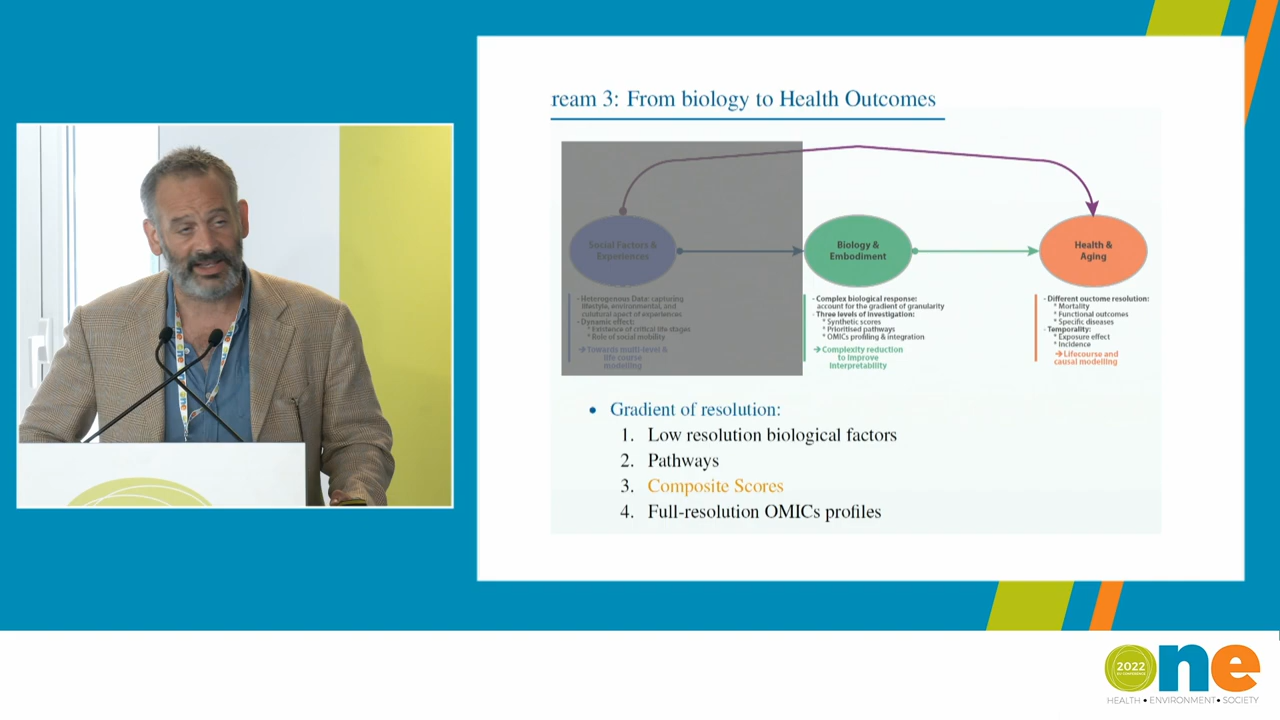 ream 3: From biology to Health Outcomes
Social Factors &
Experiences
Biology &
Embodiment
Health &
Aging
- Heterogenous Data: capturing
lifestyle, environmental, and
culutural apect of experiences
- Dynamic effect:
* Existence of critical life stages
* Role of social mobility
➔Towards multi-level &
life course
modelling
- Complex biological response:
account for the gradient of granularity
- Three levels of investigation:
* Synthetic scores
* Prioritised pathways
* OMICs profiling & integration
➔Complexity reduction
to improve
interpretability
- Different ouctome resolution:
* Mortality
* Functional outcomes
* Specific diseases
- Temporality:
* Exposure effect
* Incidence
➔Lifecourse and
causal modelling
• Gradient of resolution:
1. Low resolution biological factors
2. Pathways
3. Composite Scores
4. Full-resolution OMICs profiles
2022
one
HEALTH • ENVIRONMENT • SOCIETY